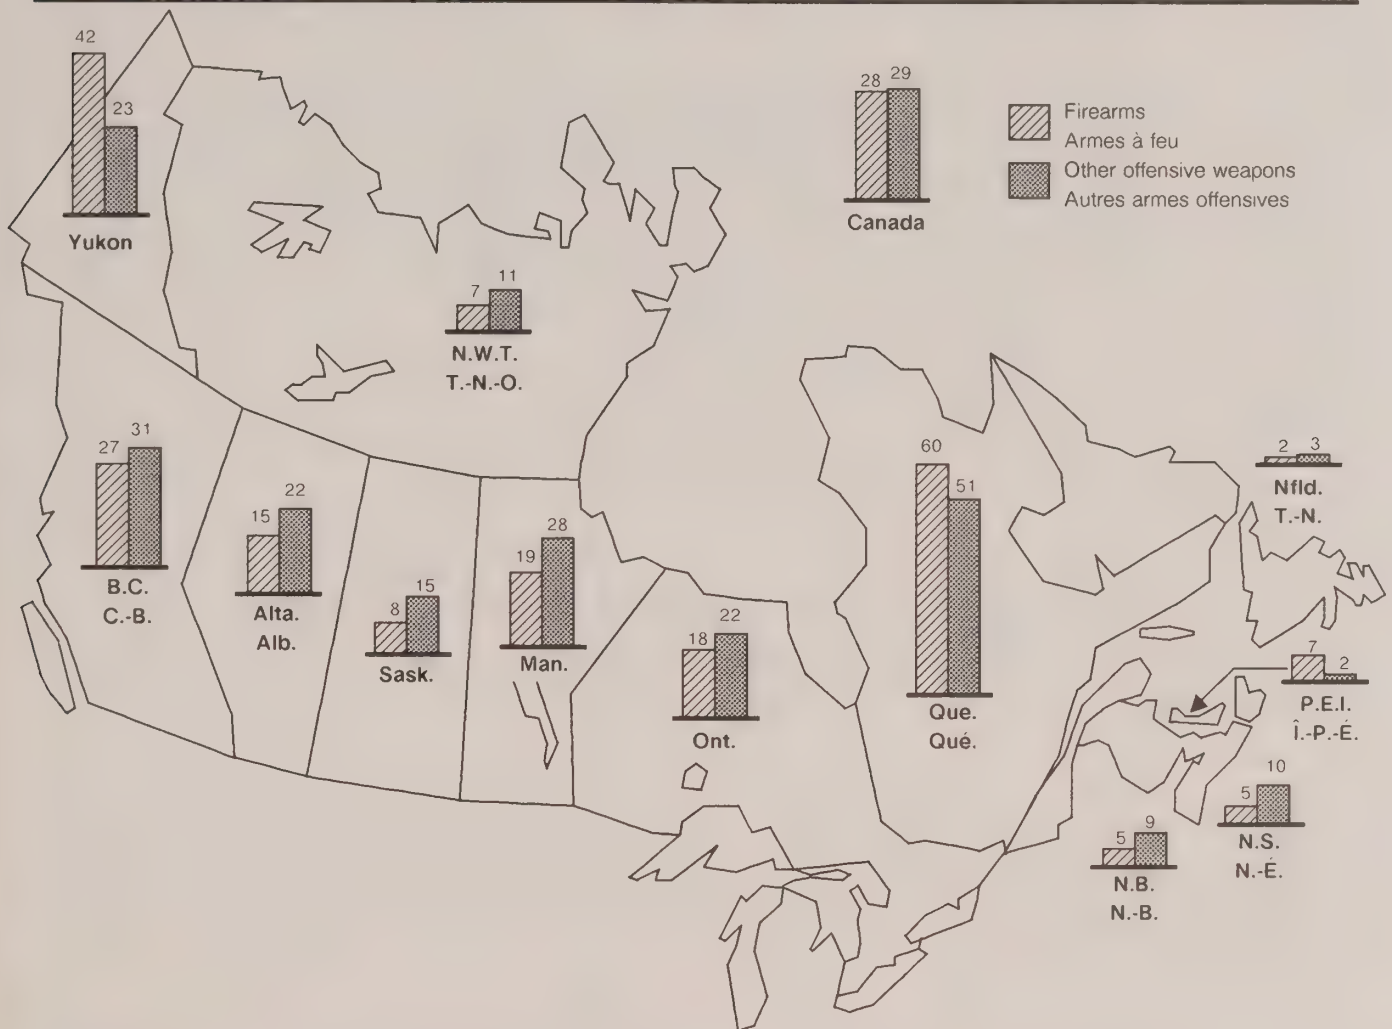 42
23
Yukon
28 29
Canada
Firearms
Armes à feu
Other offensive weapons
Autres armes offensives
7 11
N.W.T.
T.-N.-O.
27 31
B.C.
C.-B.
15 22
Alta.
Alb.
8 15
Sask.
19 28
Man.
18 22
Ont.
60 51
Que.
Qué.
2 3
Nfld.
T.-N.
7 2
P.E.I.
Î.-P.-É.
5 10
N.S.
N.-É.
5 9
N.B.
N.-B.